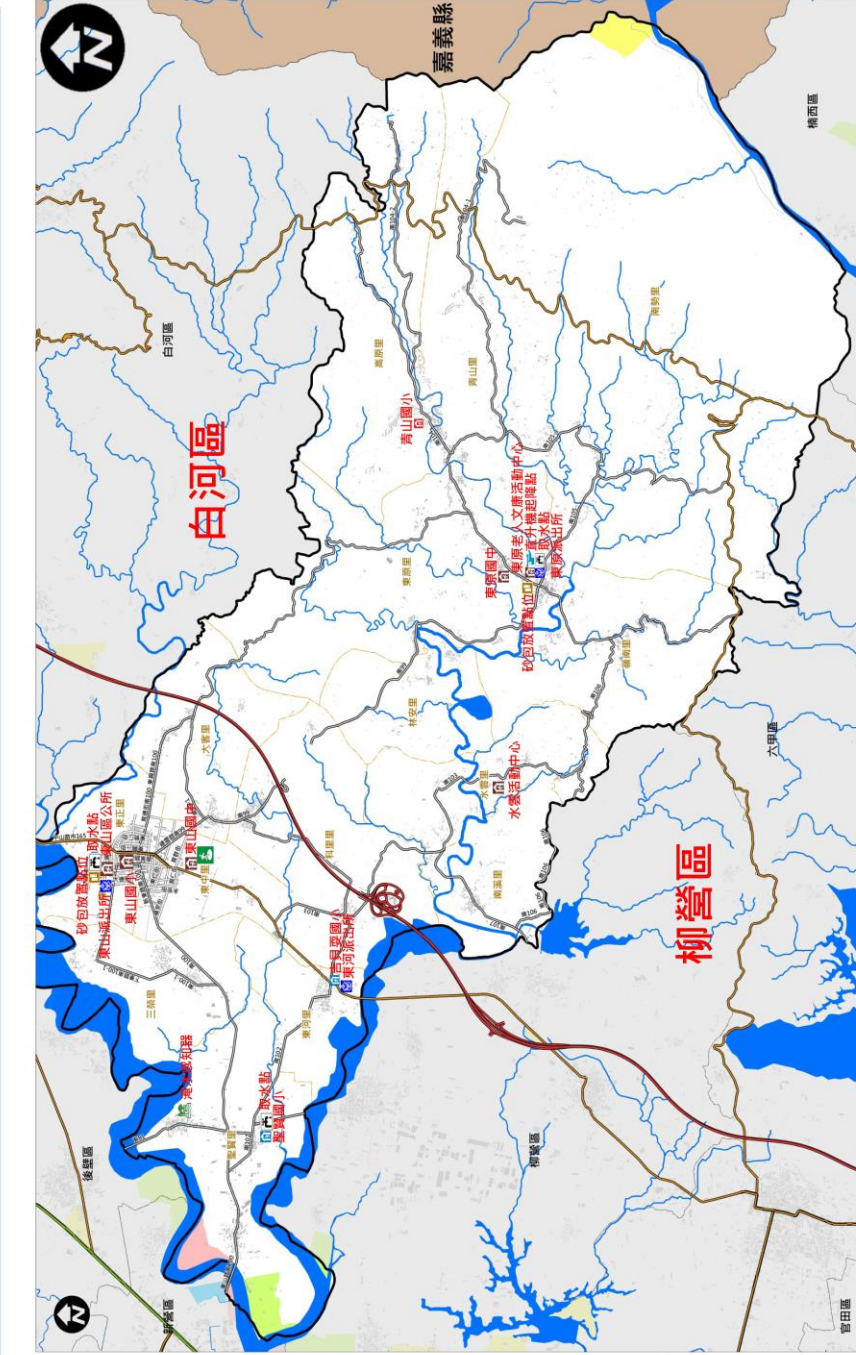 N
嘉義縣
楠西區
白河區
白河區
高原里
青山國小
青山里
南勢里
東原里
東原國中
東原老人文康活動中心
直升機起降點
取水點
東原派出所
砂包放置點位
嶺南里
林安里
水雲里
水雲活動中心
六甲區
大客里
東正里
砂包放置點位
取水點
東山派出所
東山區公所
東山國小
東山國中
東中里
科里里
南溪里
柳營區
三榮里
吉貝耍國小
東河派出所
東河里
淹水感知器
聖賢里
取水點
聖賢國小
後壁區
柳營區
新營區
官田區
N